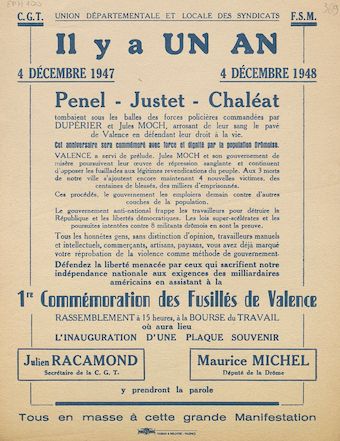 C.G.T. UNION DÉPARTEMENTALE ET LOCALE DES SYNDICATS F.S.M.
Il y a UN AN
4 DÉCEMBRE 1947 4 DÉCEMBRE 1948
Penel - Justet - Chaléat
tombaient sous les balles des forces policières commandées par
DUPÉRIER et Jules MOCH, arrosant de leur sang le pavé
de Valence en défendant leur droit à la vie.
Cet anniversaire sera commémoré avec force et dignité par la population drômoise.
VALENCE a servi de prélude. Jules MOCH et son gouvernement de
misère poursuivent leur œuvre de répression sanglante et continuent
d'opposer les fusillades aux légitimes revendications du peuple. Aux 3 morts
de notre ville s'ajoutent encore maintenant 4 nouvelles victimes, des
centaines de blessés, des milliers d'emprisonnés.
Ces procédés, le gouvernement les emploiera demain contre d'autres
couches de la population.
Le gouvernement anti-national frappe les travailleurs pour détruire la
République et les libertés démocratiques. Les lois super-scélérates et les
poursuites intentées contre 8 militants drômois en sont la preuve.
Tous les honnêtes gens, sans distinction d'opinion, travailleurs manuels
et intellectuels, commerçants, artisans, paysans, vous avez déjà marqué
votre réprobation de la violence comme méthode de gouvernement.
Défendez la liberté menacée par ceux qui sacrifient notre
indépendance nationale aux exigences des milliardaires
américains en assistant à la
1re Commémoration des Fusillés de Valence
RASSEMBLEMENT à 15 heures, à la BOURSE du TRAVAIL
où aura lieu
L'INAUGURATION D'UNE PLAQUE SOUVENIR
Julien RACAMOND
Secrétaire de la C. G. T.
Maurice MICHEL
Député de la Drôme
y prendront la parole
Tous en masse à cette grande Manifestation